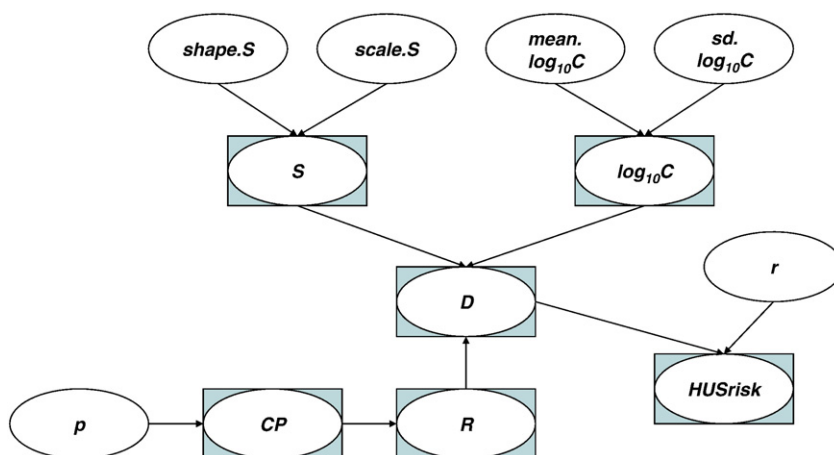 shape.S
scale.S
mean.
log₁₀C
sd.
log₁₀C
S
log₁₀C
D
r
HUSrisk
p
CP
R